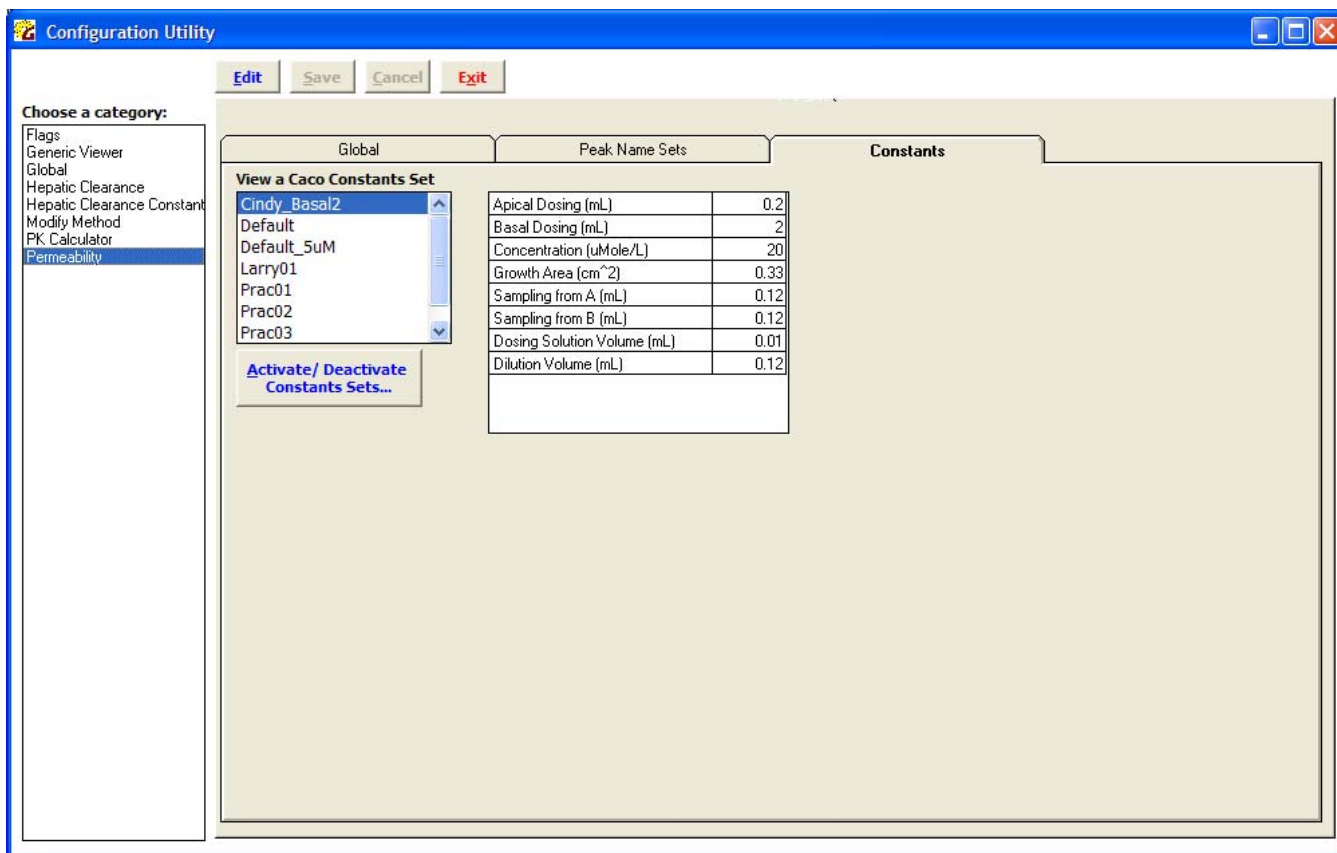 Configuration Utility
Edit Save Cancel Exit
Choose a category:
Flags
Generic Viewer
Global
Hepatic Clearance
Hepatic Clearance Constant
Modify Method
PK Calculator
Permeability
Global Peak Name Sets Constants
View a Caco Constants Set
Cindy_Basal2
Default
Default_5uM
Larry01
Prac01
Prac02
Prac03
Activate/ Deactivate
Constants Sets...
Apical Dosing (mL) 0.2
Basal Dosing (mL) 2
Concentration (uMole/L) 20
Growth Area (cm^2) 0.33
Sampling from A (mL) 0.12
Sampling from B (mL) 0.12
Dosing Solution Volume (mL) 0.01
Dilution Volume (mL) 0.12